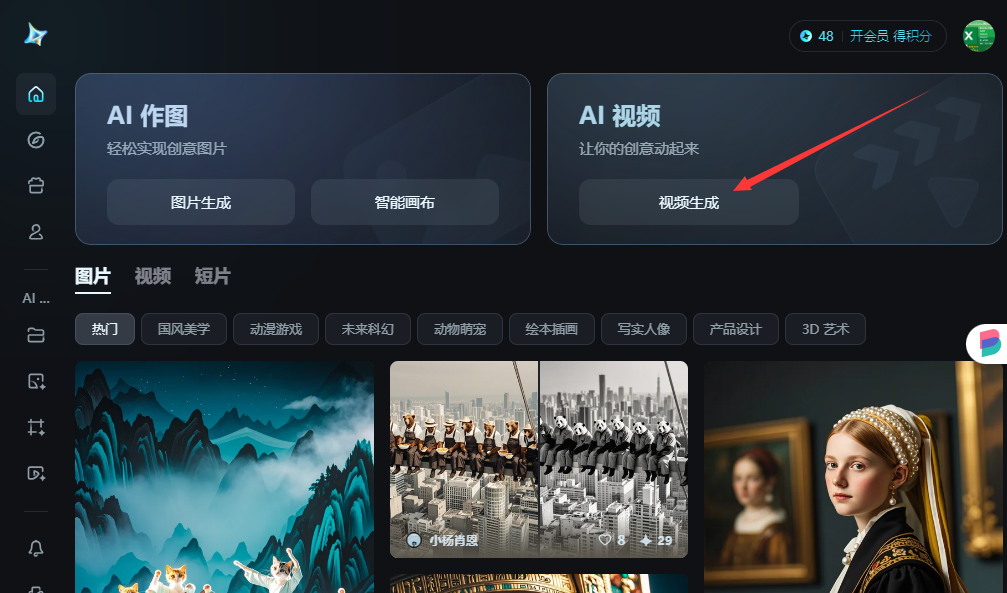 48 开会员 得积分
AI 作图
轻松实现创意图片
图片生成 智能画布
AI 视频
让你的创意动起来
视频生成
AI ...
图片 视频 短片
热门 国风美学 动漫游戏 未来科幻 动物萌宠 绘本插画 写实人像 产品设计 3D 艺术
小杨肖恩 8 29